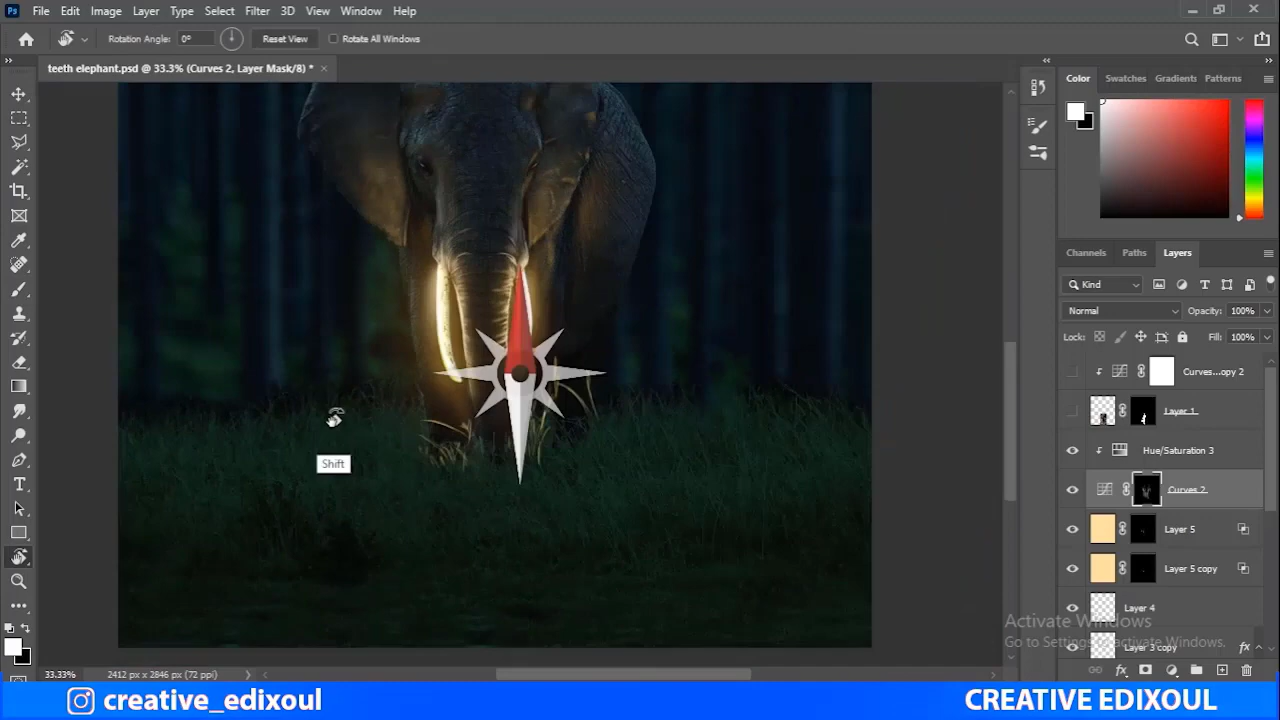 Ps File Edit Image Layer Type Select Filter 3D View Window Help
Rotation Angle: 0° Reset View Rotate All Windows
teeth elephant.psd @ 33.3% (Curves 2, Layer Mask/8) * ×
Color Swatches Gradients Patterns
Channels Paths Layers
Kind
Normal Opacity: 100%
Lock: Fill: 100%
Curves...opy 2
Layer 1
Hue/Saturation 3
Curves 2
Layer 5
Layer 5 copy
Layer 4
Layer 3 copy fx
Shift
Activate Windows
Go to Settings to activate Windows.
33.33% 2412 px x 2846 px (72 ppi)
creative_edixoul CREATIVE EDIXOUL